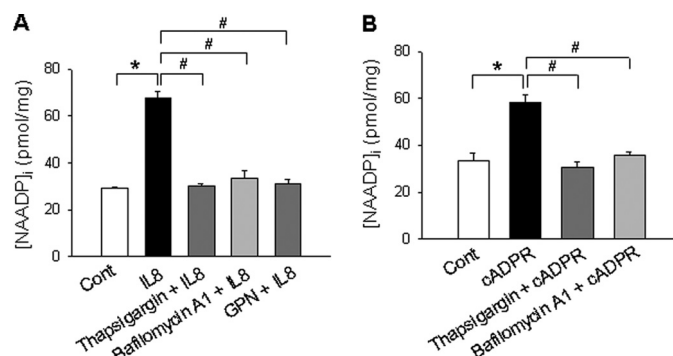 A
[NAADP]i (pmol/mg)
80
60
40
20
0
*
#
#
#
Cont
IL8
Thapsigargin + IL8
Bafilomycin A1 + IL8
GPN + IL8
B
[NAADP]i (pmol/mg)
80
60
40
20
0
*
#
#
Cont
cADPR
Thapsigargin + cADPR
Bafilomycin A1 + cADPR